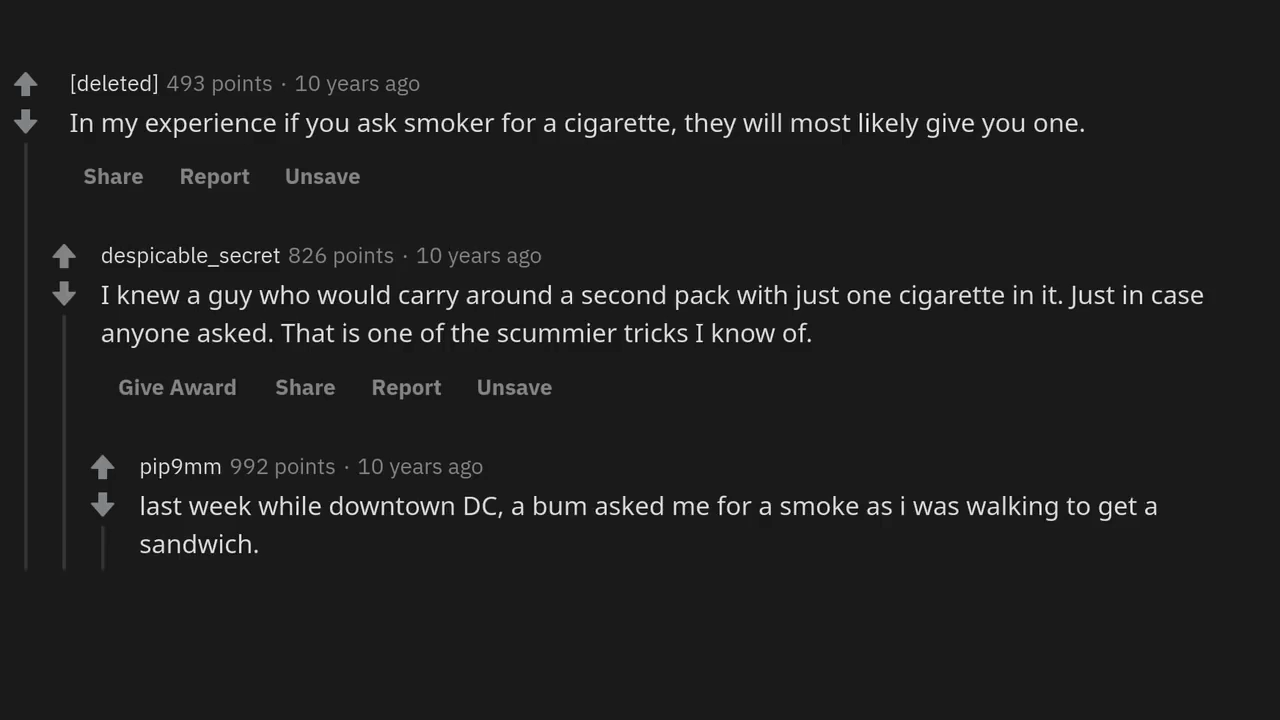 [deleted] 493 points · 10 years ago
In my experience if you ask smoker for a cigarette, they will most likely give you one.
Share Report Unsave
despicable_secret 826 points · 10 years ago
I knew a guy who would carry around a second pack with just one cigarette in it. Just in case
anyone asked. That is one of the scummier tricks I know of.
Give Award Share Report Unsave
pip9mm 992 points · 10 years ago
last week while downtown DC, a bum asked me for a smoke as i was walking to get a
sandwich.